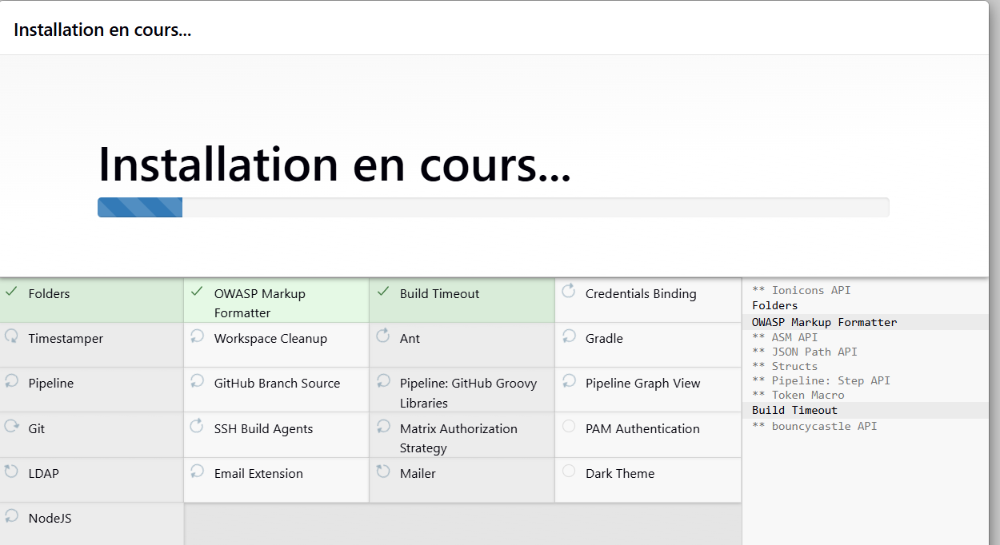 Installation en cours...
Installation en cours...
Folders
OWASP Markup
Formatter
Build Timeout
Credentials Binding
Timestamper
Workspace Cleanup
Ant
Gradle
Pipeline
GitHub Branch Source
Pipeline: GitHub Groovy
Libraries
Pipeline Graph View
Git
SSH Build Agents
Matrix Authorization
Strategy
PAM Authentication
LDAP
Email Extension
Mailer
Dark Theme
NodeJS
** Ionicons API
Folders
OWASP Markup Formatter
** ASM API
** JSON Path API
** Structs
** Pipeline: Step API
** Token Macro
Build Timeout
** bouncycastle API